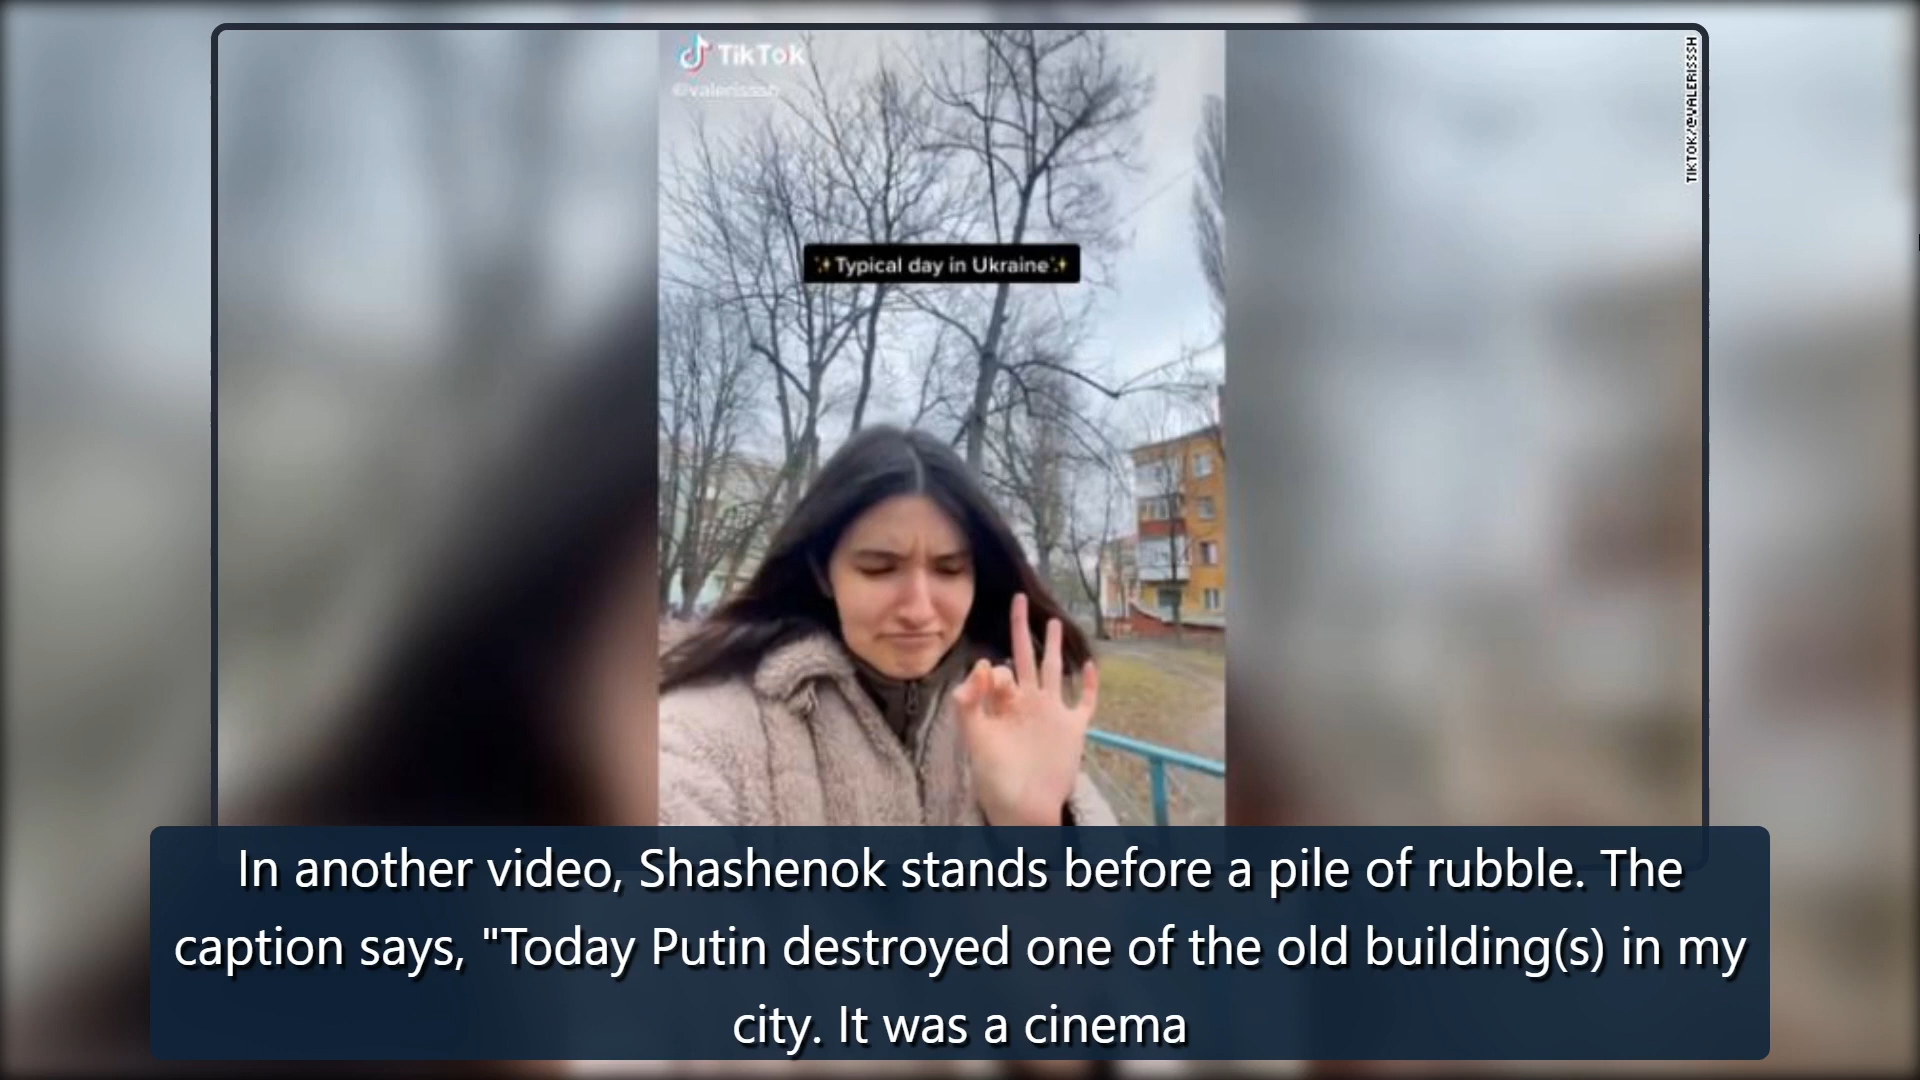 TikTok
@valerisssh
TIKTOK/@VALERISSSH
✨Typical day in Ukraine✨
In another video, Shashenok stands before a pile of rubble. The
caption says, "Today Putin destroyed one of the old building(s) in my
city. It was a cinema